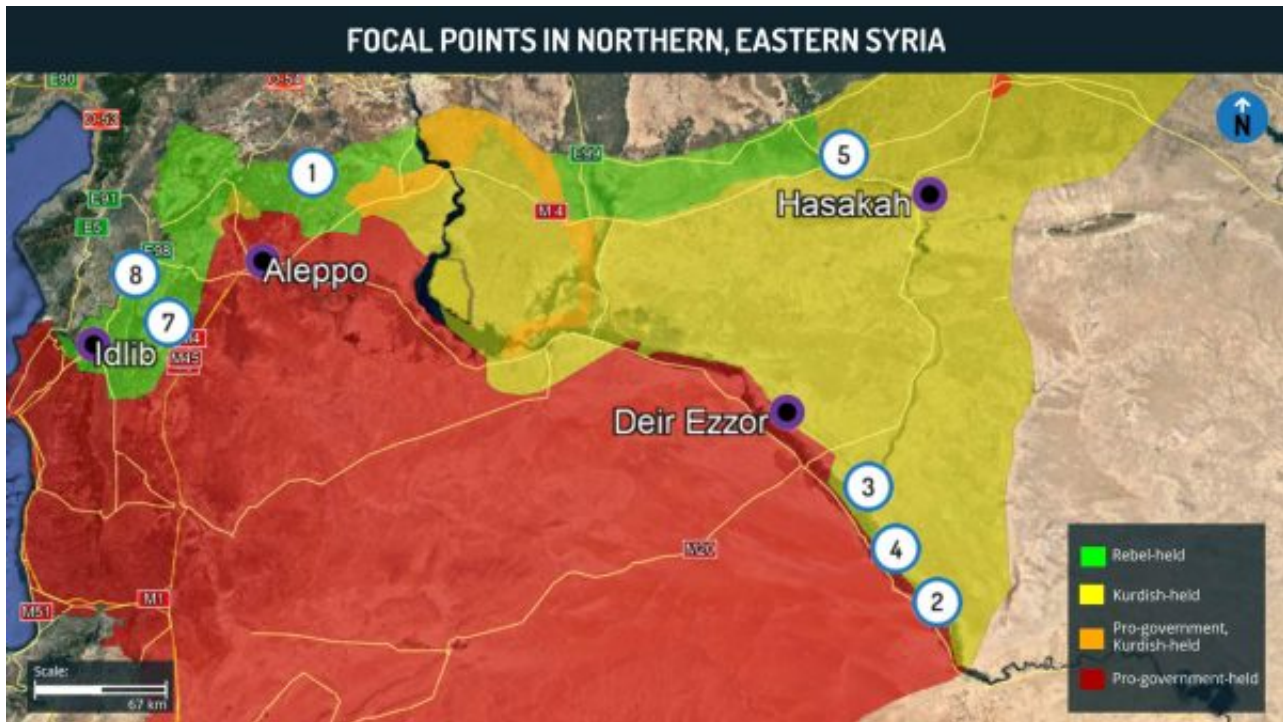 FOCAL POINTS IN NORTHERN, EASTERN SYRIA
E90
N
1
5
E91
E5
M 4
Hasakah
E98
8
Aleppo
7
Idlib
M45
Deir Ezzor
3
4
M20
2
M1
M51
Rebel-held
Kurdish-held
Pro-government,
Kurdish-held
Pro-government-held
Scale:
67 km